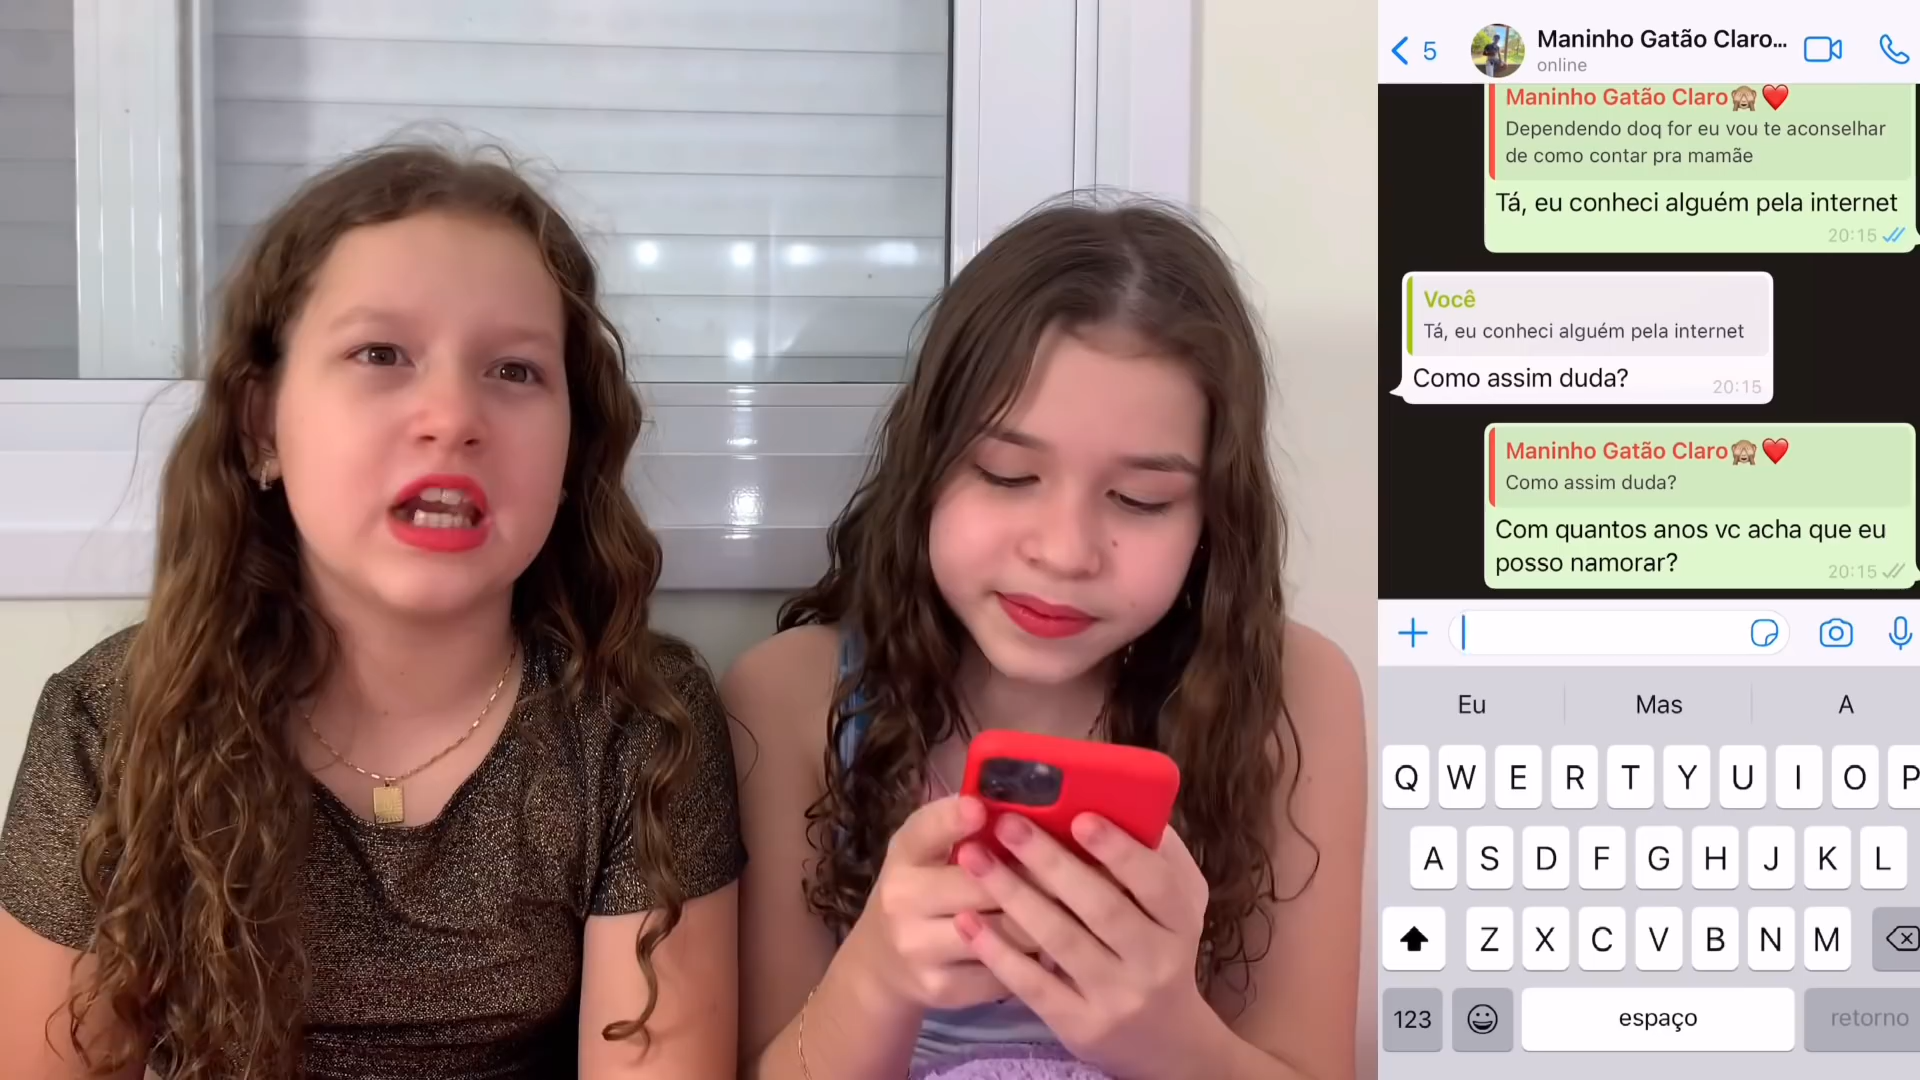 5
Maninho Gatão Claro...
online
Maninho Gatão Claro🙈❤️
Dependendo doq for eu vou te aconselhar
de como contar pra mamãe
Tá, eu conheci alguém pela internet
20:15
Você
Tá, eu conheci alguém pela internet
Como assim duda?
20:15
Maninho Gatão Claro🙈❤️
Como assim duda?
Com quantos anos vc acha que eu
posso namorar?
20:15
Eu Mas A
Q W E R T Y U I O P
A S D F G H J K L
Z X C V B N M
123 espaço retorno